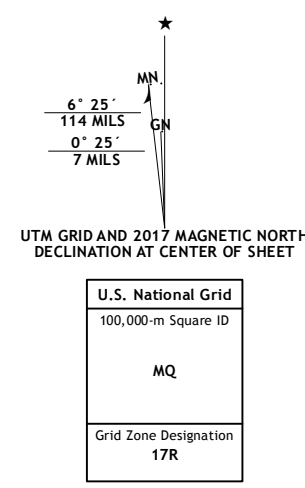 MN
6° 25´
114 MILS
GN
0° 25´
7 MILS
UTM GRID AND 2017 MAGNETIC NORTH
DECLINATION AT CENTER OF SHEET
U.S. National Grid
100,000-m Square ID
MQ
Grid Zone Designation
17R